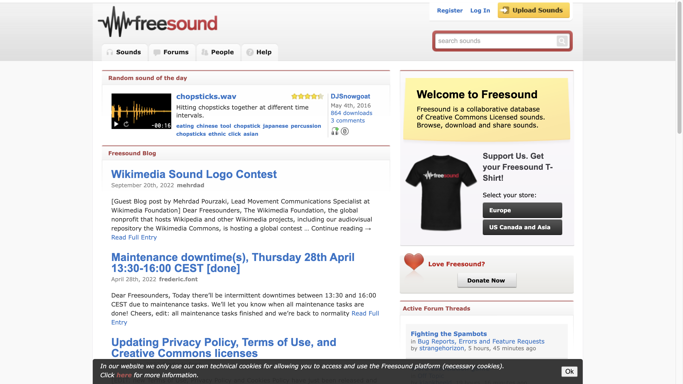 freesound
Register Log In Upload Sounds
search sounds
Sounds Forums People Help
Random sound of the day
chopsticks.wav
Hitting chopsticks together at different time
intervals.
eating chinese tool chopstick japanese percussion
chopsticks ethnic click asian
-00:16
DJSnowgoat
May 4th, 2016
864 downloads
3 comments
Freesound Blog
Wikimedia Sound Logo Contest
September 20th, 2022 mehrdad
[Guest Blog post by Mehrdad Pourzaki, Lead Movement Communications Specialist at
Wikimedia Foundation] Dear Freesounders, The Wikimedia Foundation, the global
nonprofit that hosts Wikipedia and other Wikimedia projects, including our audiovisual
repository the Wikimedia Commons, is hosting a global contest … Continue reading →
Read Full Entry
Maintenance downtime(s), Thursday 28th April
13:30-16:00 CEST [done]
April 28th, 2022 frederic.font
Dear Freesounders, Today there'll be intermittent downtimes between 13:30 and 16:00
CEST due to maintenance tasks. We'll let you know when all maintenance tasks are
done! Cheers, edit: all maintenance tasks finished and we're back to normality Read Full
Entry
Updating Privacy Policy, Terms of Use, and
Creative Commons licenses
Welcome to Freesound
Freesound is a collaborative database
of Creative Commons Licensed sounds.
Browse, download and share sounds.
freesound
Support Us. Get
your Freesound T-
Shirt!
Select your store:
Europe
US Canada and Asia
Love Freesound?
Donate Now
Active Forum Threads
Fighting the Spambots
in Bug Reports, Errors and Feature Requests
by strangehorizon, 5 hours, 45 minutes ago
In our website we only use our own technical cookies for allowing you to access and use the Freesound platform (necessary cookies).
Click here for more information.
Ok